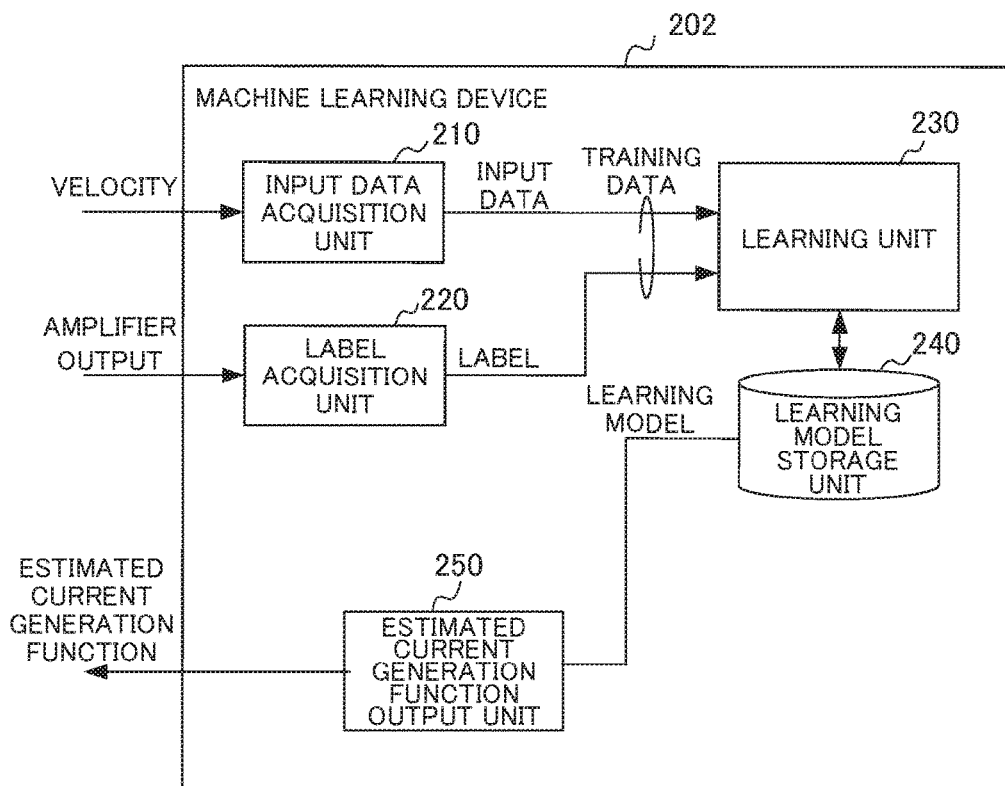 202
MACHINE LEARNING DEVICE
210
230
VELOCITY
INPUT DATA
ACQUISITION
UNIT
INPUT
DATA
TRAINING
DATA
LEARNING UNIT
220
AMPLIFIER
OUTPUT
LABEL
ACQUISITION
UNIT
LABEL
240
LEARNING
MODEL
LEARNING
MODEL
STORAGE
UNIT
250
ESTIMATED
CURRENT
GENERATION
FUNCTION
ESTIMATED
CURRENT
GENERATION
FUNCTION
OUTPUT UNIT